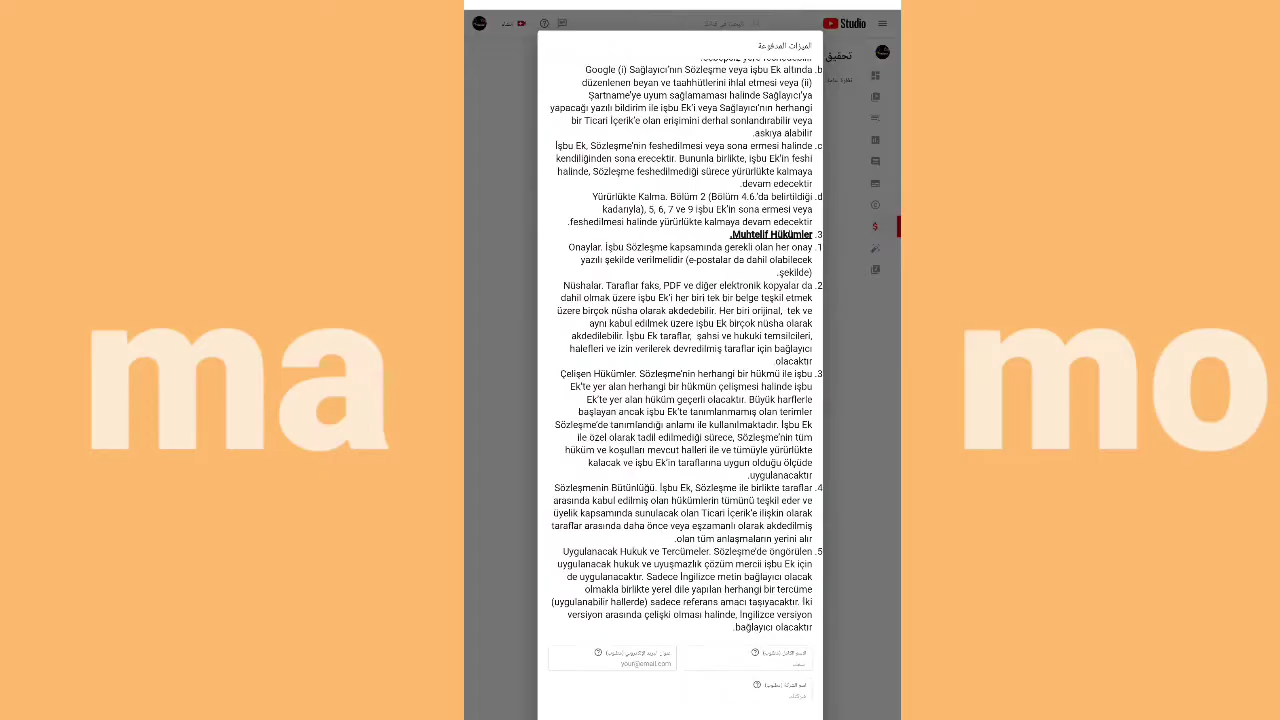 Studio
إنشاء
الميزات المدفوعة
تحقيق
نظرة عامة
b. Google (i) Sağlayıcı'nın Sözleşme veya işbu Ek altında
düzenlenen beyan ve taahhütlerini ihlal etmesi veya (ii)
Şartname'ye uyum sağlamaması halinde Sağlayıcı'ya
yapacağı yazılı bildirim ile işbu Ek'i veya Sağlayıcı'nın herhangi
bir Ticari İçerik'e olan erişimini derhal sonlandırabilir veya
askıya alabilir.
c. İşbu Ek, Sözleşme'nin feshedilmesi veya sona ermesi halinde
kendiliğinden sona erecektir. Bununla birlikte, işbu Ek'in feshi
halinde, Sözleşme feshedilmediği sürece yürürlükte kalmaya
devam edecektir.
d. Yürürlükte Kalma. Bölüm 2 (Bölüm 4.6.'da belirtildiği
kadarıyla), 5, 6, 7 ve 9 işbu Ek'in sona ermesi veya
feshedilmesi halinde yürürlükte kalmaya devam edecektir.
3. Muhtelif Hükümler.
1. Onaylar. İşbu Sözleşme kapsamında gerekli olan her onay
yazılı şekilde verilmelidir (e-postalar da dahil olabilecek
şekilde).
2. Nüshalar. Taraflar faks, PDF ve diğer elektronik kopyalar da
dahil olmak üzere işbu Ek'i her biri tek bir belge teşkil etmek
üzere birçok nüsha olarak akdedebilir. Her biri orijinal, tek ve
aynı kabul edilmek üzere işbu Ek birçok nüsha olarak
akdedilebilir. İşbu Ek taraflar, şahsi ve hukuki temsilcileri,
halefleri ve izin verilerek devredilmiş taraflar için bağlayıcı
olacaktır.
3. Çelişen Hükümler. Sözleşme'nin herhangi bir hükmü ile işbu
Ek'te yer alan herhangi bir hükmün çelişmesi halinde işbu
Ek'te yer alan hüküm geçerli olacaktır. Büyük harflerle
başlayan ancak işbu Ek'te tanımlanmamış olan terimler
Sözleşme'de tanımlandığı anlamı ile kullanılmaktadır. İşbu Ek
ile özel olarak tadil edilmediği sürece, Sözleşme'nin tüm
hüküm ve koşulları mevcut halleri ile ve tümüyle yürürlükte
kalacak ve işbu Ek'in taraflarına uygun olduğu ölçüde
uygulanacaktır.
4. Sözleşmenin Bütünlüğü. İşbu Ek, Sözleşme ile birlikte taraflar
arasında kabul edilmiş olan hükümlerin tümünü teşkil eder ve
üyelik kapsamında sunulacak olan Ticari İçerik'e ilişkin olarak
taraflar arasında daha önce veya eşzamanlı olarak akdedilmiş
olan tüm anlaşmaların yerini alır.
5. Uygulanacak Hukuk ve Tercümeler. Sözleşme'de öngörülen
uygulanacak hukuk ve uyuşmazlık çözüm mercii işbu Ek için
de uygulanacaktır. Sadece İngilizce metin bağlayıcı olacak
olmakla birlikte yerel dile yapılan herhangi bir tercüme
(uygulanabilir hallerde) sadece referans amacı taşıyacaktır. İki
versiyon arasında çelişki olması halinde, İngilizce versiyon
bağlayıcı olacaktır.
الاسم الكامل (مطلوب)
عنوان البريد الإلكتروني (مطلوب)
your@email.com
اسم الشركة (مطلوب)
ma
mo